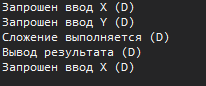 Запрошен ввод X (D)
Запрошен ввод Y (D)
Сложение выполняется (D)
Вывод результата (D)
Запрошен ввод X (D)